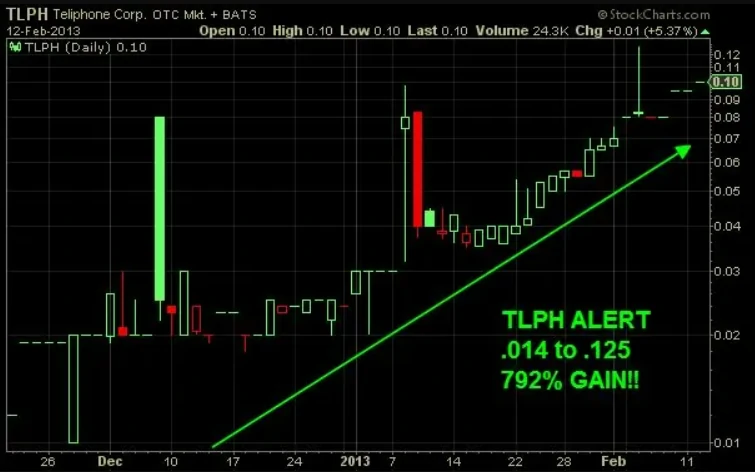 TLPH Teliphone Corp. OTC Mkt. + BATS © StockCharts.com
12-Feb-2013 Open 0.10 High 0.10 Low 0.10 Last 0.10 Volume 24.3K Chg +0.01 (+5.37%)
TLPH (Daily) 0.10
0.12
0.11
0.10
0.09
0.08
0.07
0.06
0.05
0.04
0.03
0.02
0.01
TLPH ALERT
.014 to .125
792% GAIN!!
26 Dec 10 17 24 2013 7 14 22 28 Feb 11